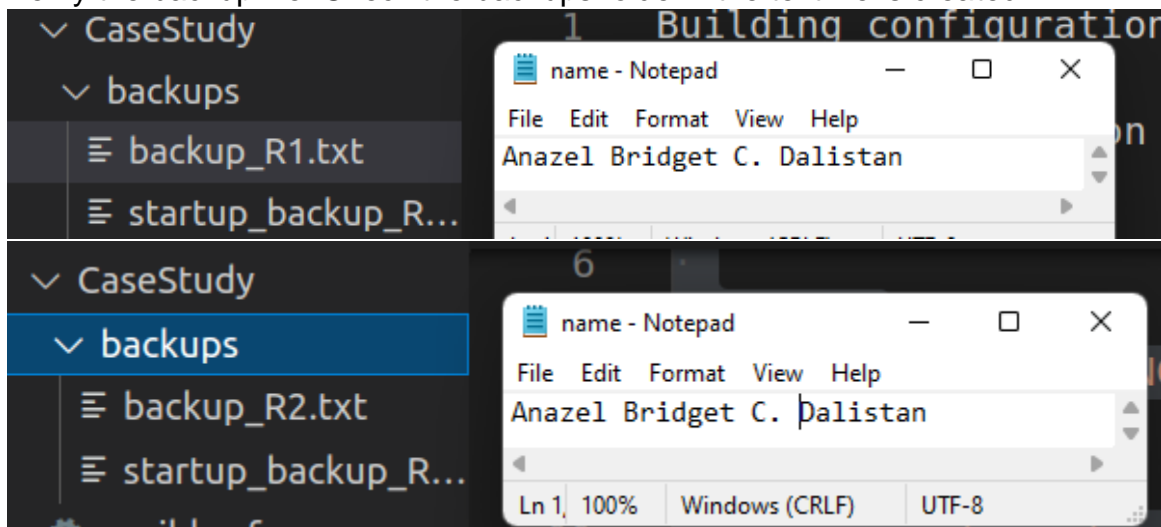 CaseStudy
1 Building configuration
backups
backup_R1.txt
startup_backup_R...
name - Notepad
File Edit Format View Help
Anazel Bridget C. Dalistan
CaseStudy
6
backups
backup_R2.txt
startup_backup_R...
name - Notepad
File Edit Format View Help
Anazel Bridget C. Dalistan
Ln 1, 100% Windows (CRLF) UTF-8